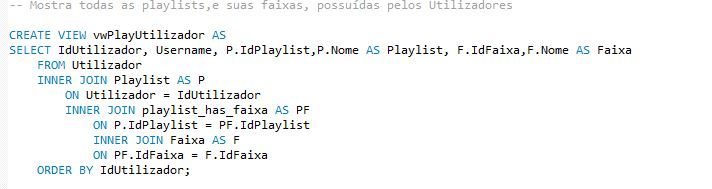 -- Mostra todas as playlists,e suas faixas, possuídas pelos Utilizadores
CREATE VIEW vwPlayUtilizador AS
SELECT IdUtilizador, Username, P.IdPlaylist,P.Nome AS Playlist, F.IdFaixa,F.Nome AS Faixa
FROM Utilizador
INNER JOIN Playlist AS P
ON Utilizador = IdUtilizador
INNER JOIN playlist_has_faixa AS PF
ON P.IdPlaylist = PF.IdPlaylist
INNER JOIN Faixa AS F
ON PF.IdFaixa = F.IdFaixa
ORDER BY IdUtilizador;